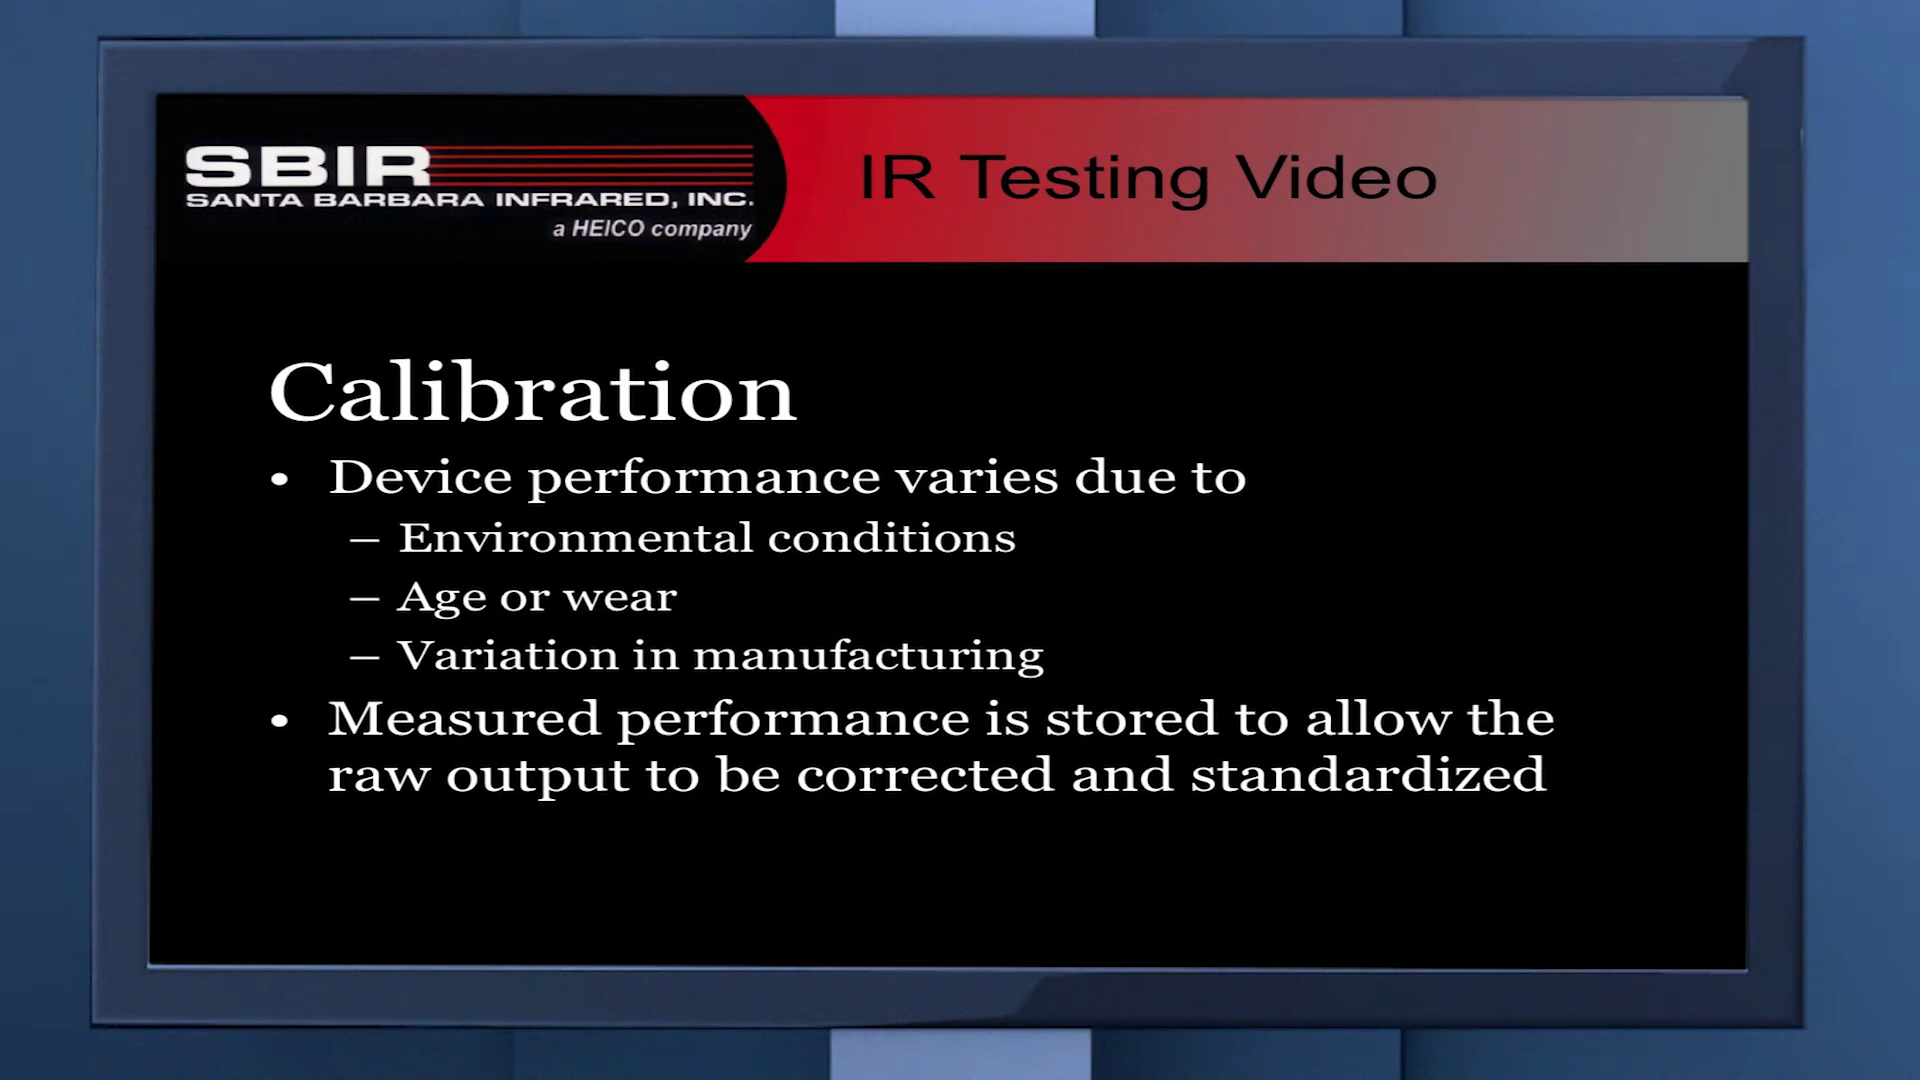 SBIR
SANTA BARBARA INFRARED, INC.
a HEICO company
IR Testing Video
Calibration
• Device performance varies due to
– Environmental conditions
– Age or wear
– Variation in manufacturing
• Measured performance is stored to allow the
raw output to be corrected and standardized